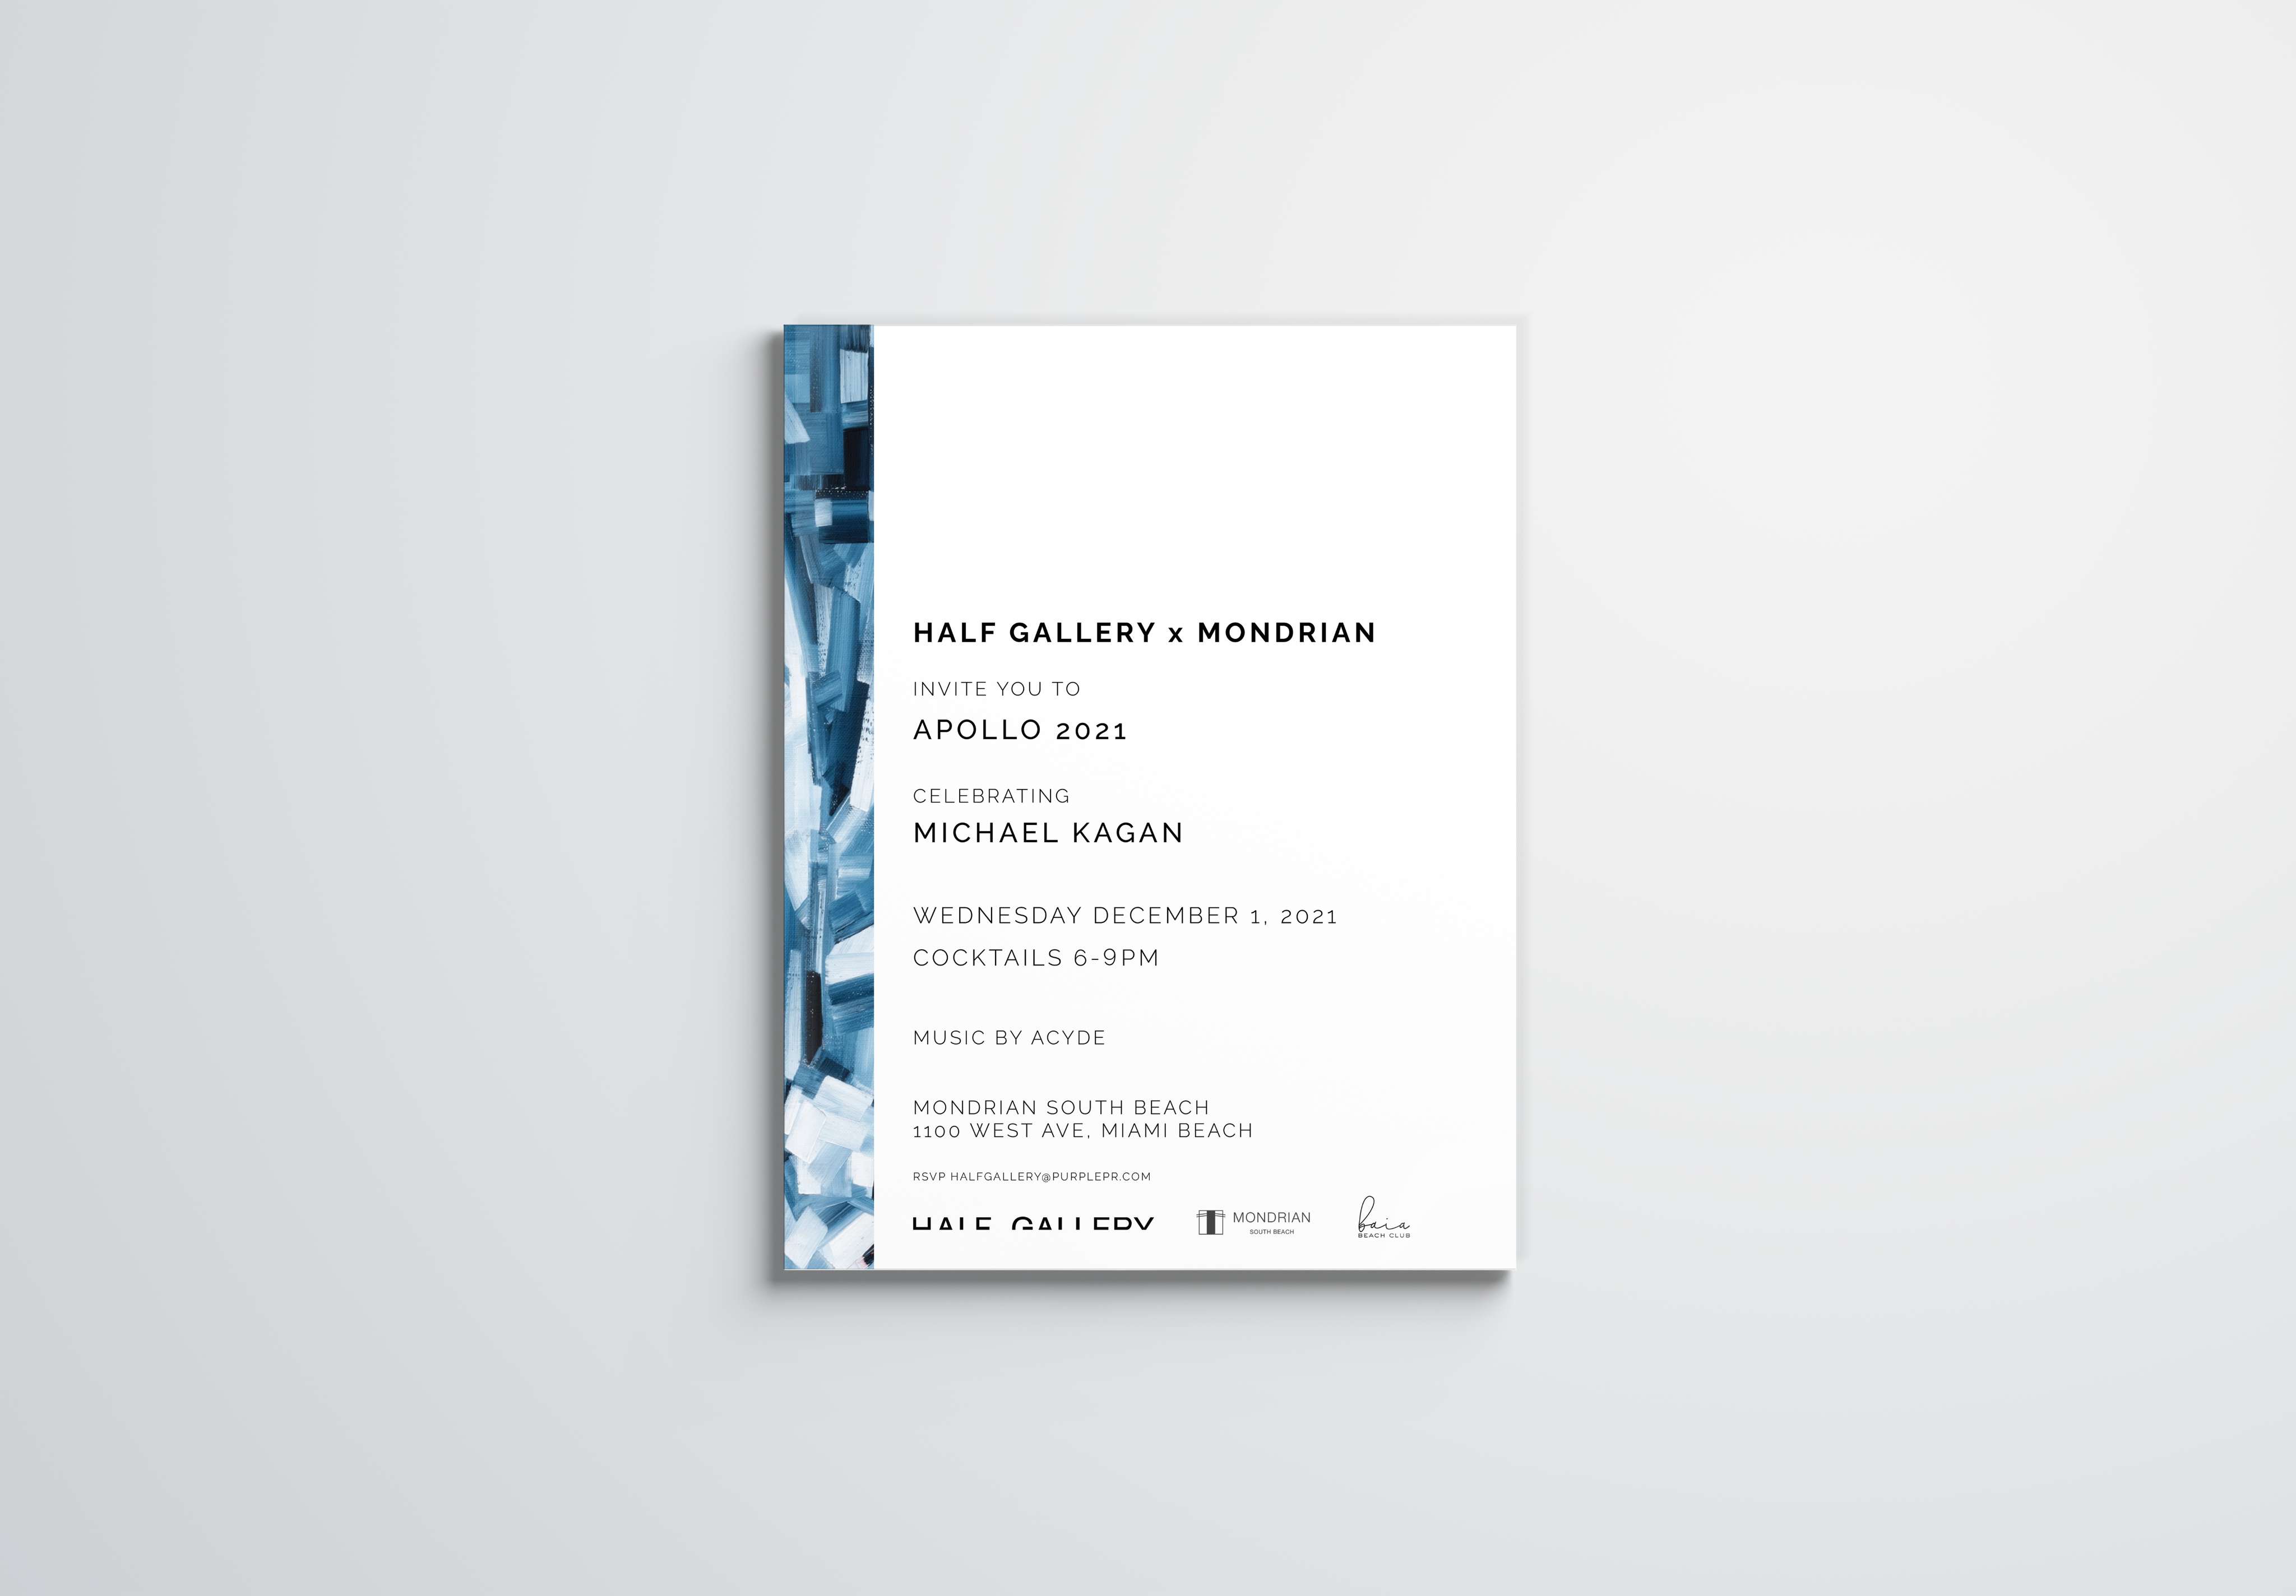 HALF GALLERY x MONDRIAN
INVITE YOU TO
APOLLO 2021
CELEBRATING
MICHAEL KAGAN
WEDNESDAY DECEMBER 1, 2021
COCKTAILS 6-9PM
MUSIC BY ACYDE
MONDRIAN SOUTH BEACH
1100 WEST AVE, MIAMI BEACH
RSVP HALFGALLERY@PURPLEPR.COM
HALF GALLERY
MONDRIAN
SOUTH BEACH
baia
BEACH CLUB